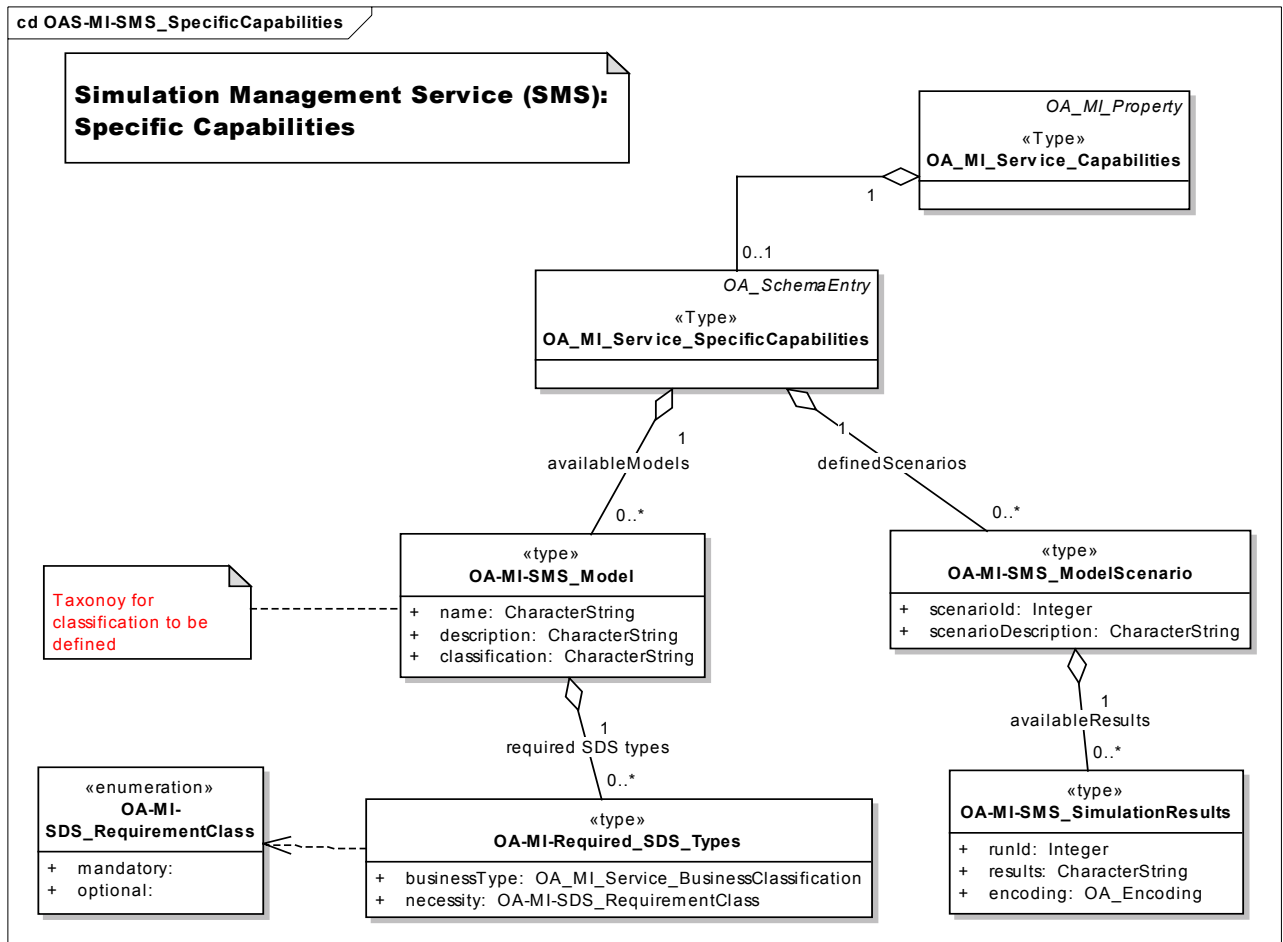 cd OAS-MI-SMS_SpecificCapabilities
Simulation Management Service (SMS):
Specific Capabilities
OA_MI_Property
«Type»
OA_MI_Service_Capabilities
1
0..1
OA_SchemaEntry
«Type»
OA_MI_Service_SpecificCapabilities
1
availableModels
0..*
1
definedScenarios
0..*
«type»
OA-MI-SMS_Model
+ name: CharacterString
+ description: CharacterString
+ classification: CharacterString
Taxonoy for
classification to be
defined
«type»
OA-MI-SMS_ModelScenario
+ scenarioId: Integer
+ scenarioDescription: CharacterString
1
required SDS types
0..*
1
availableResults
0..*
«enumeration»
OA-MI-
SDS_RequirementClass
+ mandatory:
+ optional:
«type»
OA-MI-Required_SDS_Types
+ businessType: OA_MI_Service_BusinessClassification
+ necessity: OA-MI-SDS_RequirementClass
«type»
OA-MI-SMS_SimulationResults
+ runId: Integer
+ results: CharacterString
+ encoding: OA_Encoding